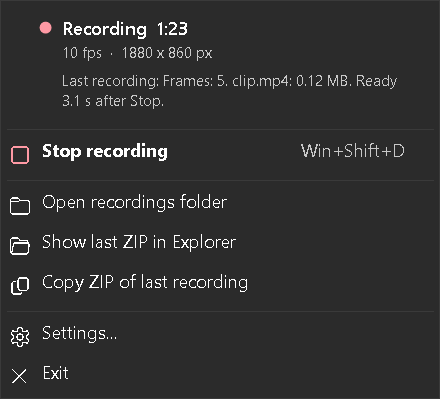 Recording 1:23
10 fps · 1880 x 860 px
Last recording: Frames: 5. clip.mp4: 0.12 MB. Ready
3.1 s after Stop.
Stop recording Win+Shift+D
Open recordings folder
Show last ZIP in Explorer
Copy ZIP of last recording
Settings...
Exit